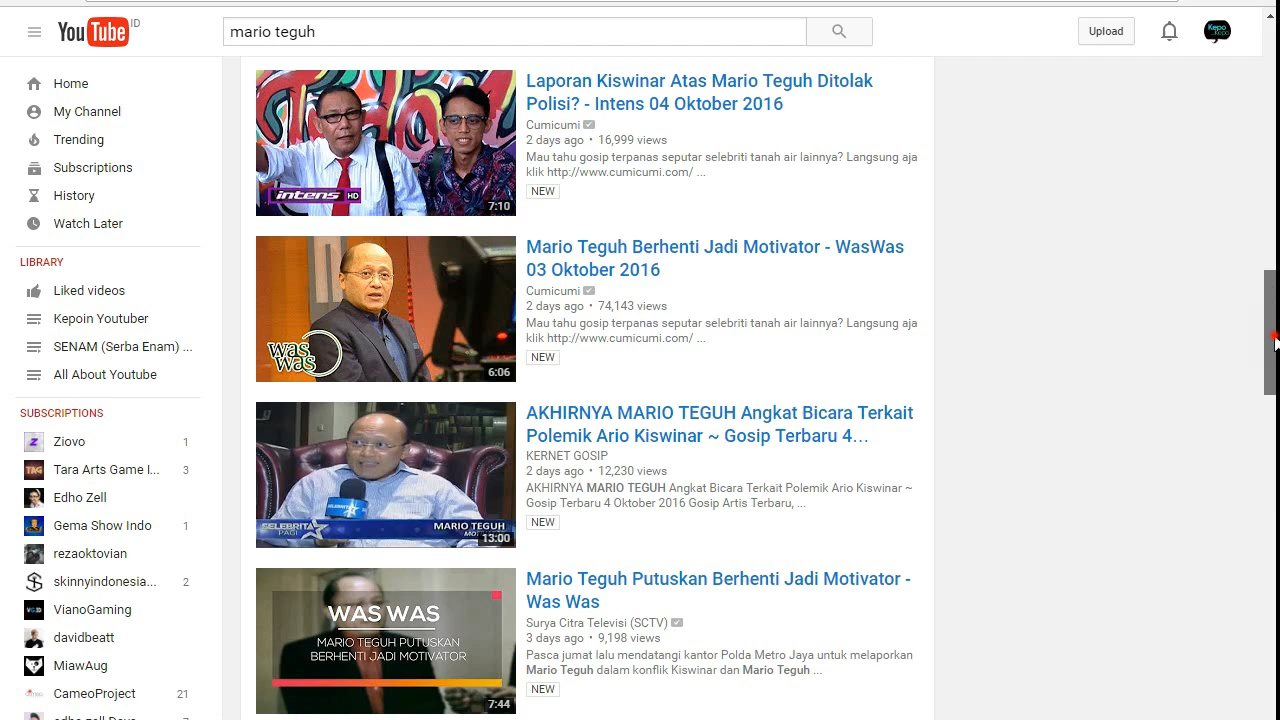 YouTube ID
mario teguh
Upload
Kepo
Home
My Channel
Trending
Subscriptions
History
Watch Later
LIBRARY
Liked videos
Kepoin Youtuber
SENAM (Serba Enam) ...
All About Youtube
SUBSCRIPTIONS
Ziovo 1
TAG
Tara Arts Game I... 3
Edho Zell
Gema Show Indo 1
rezaoktovian
skinnyindonesia... 2
VG.ID
VianoGaming
davidbeatt
MiawAug
CameoProject 21
intens HD
7:10
Laporan Kiswinar Atas Mario Teguh Ditolak
Polisi? - Intens 04 Oktober 2016
Cumicumi
2 days ago • 16,999 views
Mau tahu gosip terpanas seputar selebriti tanah air lainnya? Langsung aja
klik http://www.cumicumi.com/ ...
NEW
was
was
6:06
Mario Teguh Berhenti Jadi Motivator - WasWas
03 Oktober 2016
Cumicumi
2 days ago • 74,143 views
Mau tahu gosip terpanas seputar selebriti tanah air lainnya? Langsung aja
klik http://www.cumicumi.com/ ...
NEW
SELEBRITA
PAGI
MARIO TEGUH
13:00
AKHIRNYA MARIO TEGUH Angkat Bicara Terkait
Polemik Ario Kiswinar ~ Gosip Terbaru 4...
KERNET GOSIP
2 days ago • 12,230 views
AKHIRNYA MARIO TEGUH Angkat Bicara Terkait Polemik Ario Kiswinar ~
Gosip Terbaru 4 Oktober 2016 Gosip Artis Terbaru, ...
NEW
WAS WAS
MARIO TEGUH PUTUSKAN
BERHENTI JADI MOTIVATOR
7:44
Mario Teguh Putuskan Berhenti Jadi Motivator -
Was Was
Surya Citra Televisi (SCTV)
3 days ago • 9,198 views
Pasca jumat lalu mendatangi kantor Polda Metro Jaya untuk melaporkan
Mario Teguh dalam konflik Kiswinar dan Mario Teguh ...
NEW